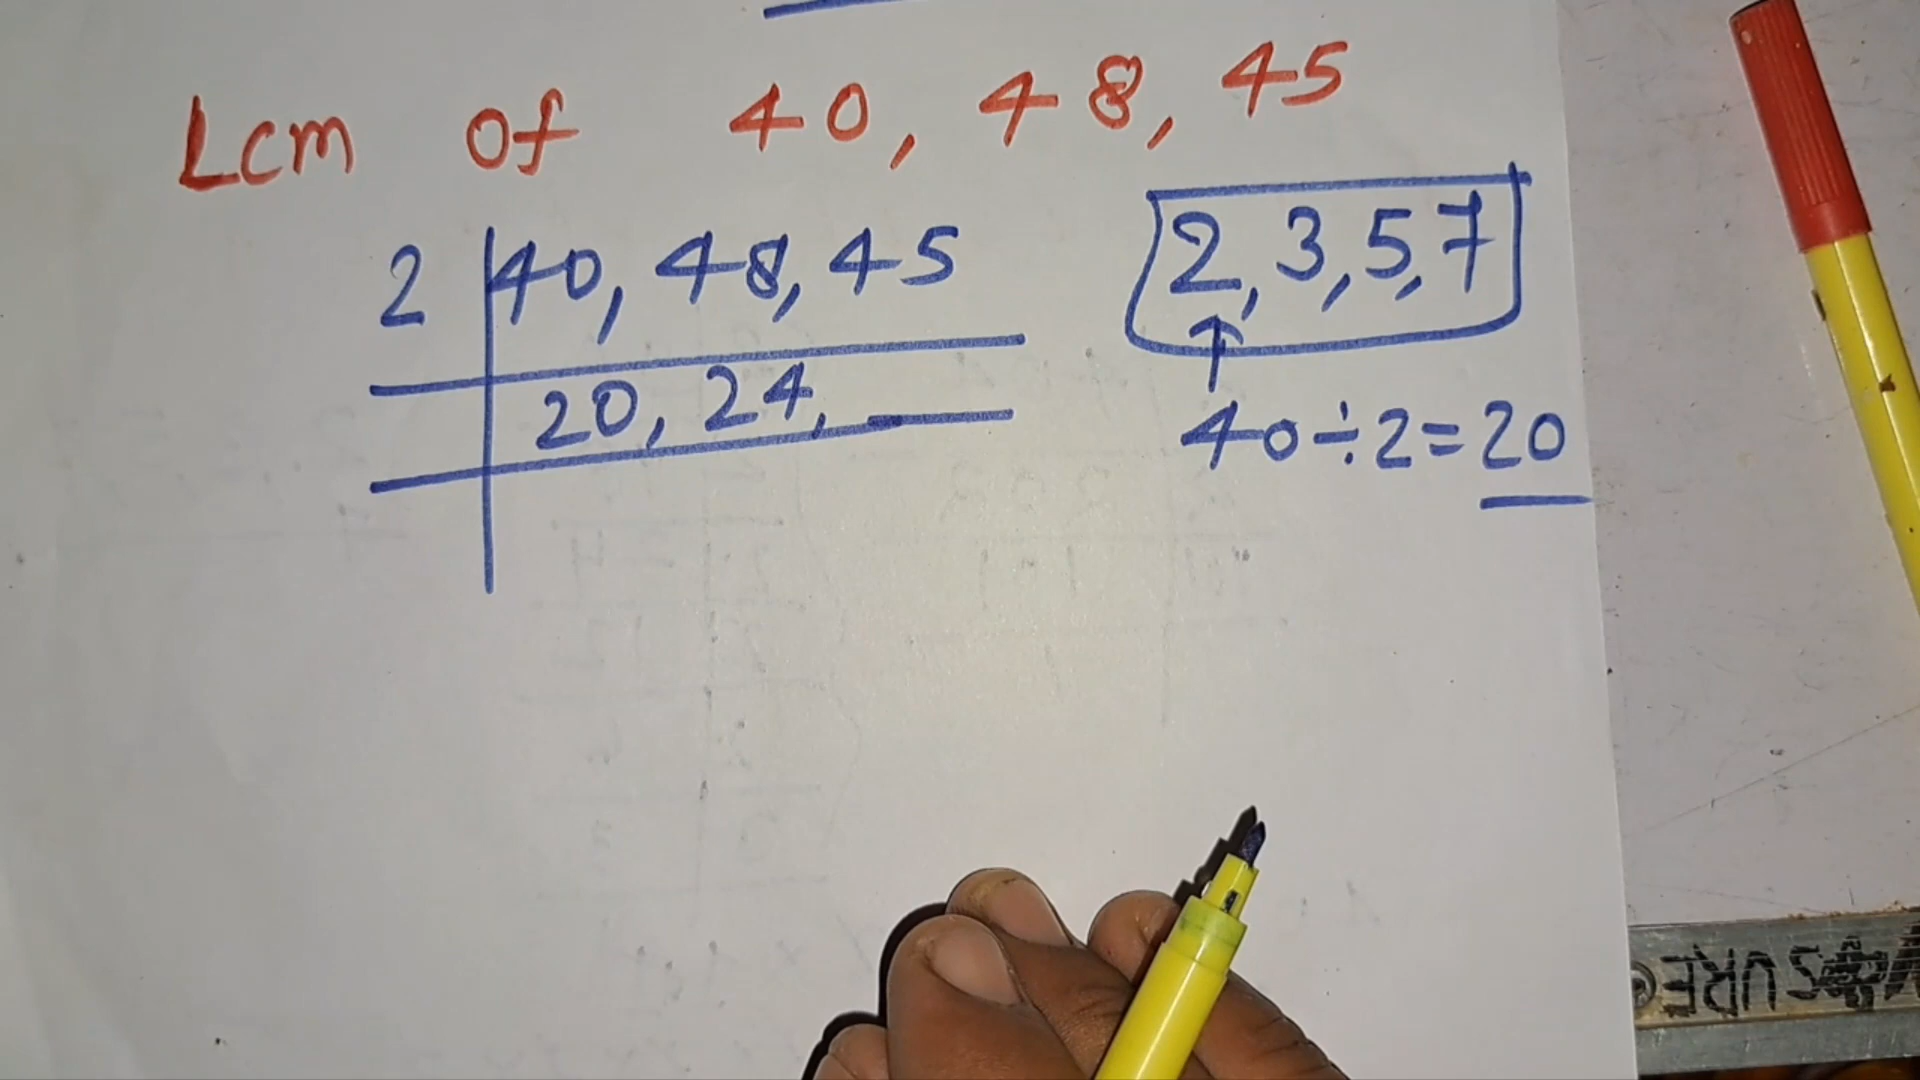 Lcm of 40, 48, 45
2 40, 48, 45
2, 3, 5, 7
20, 24,
40÷2=20